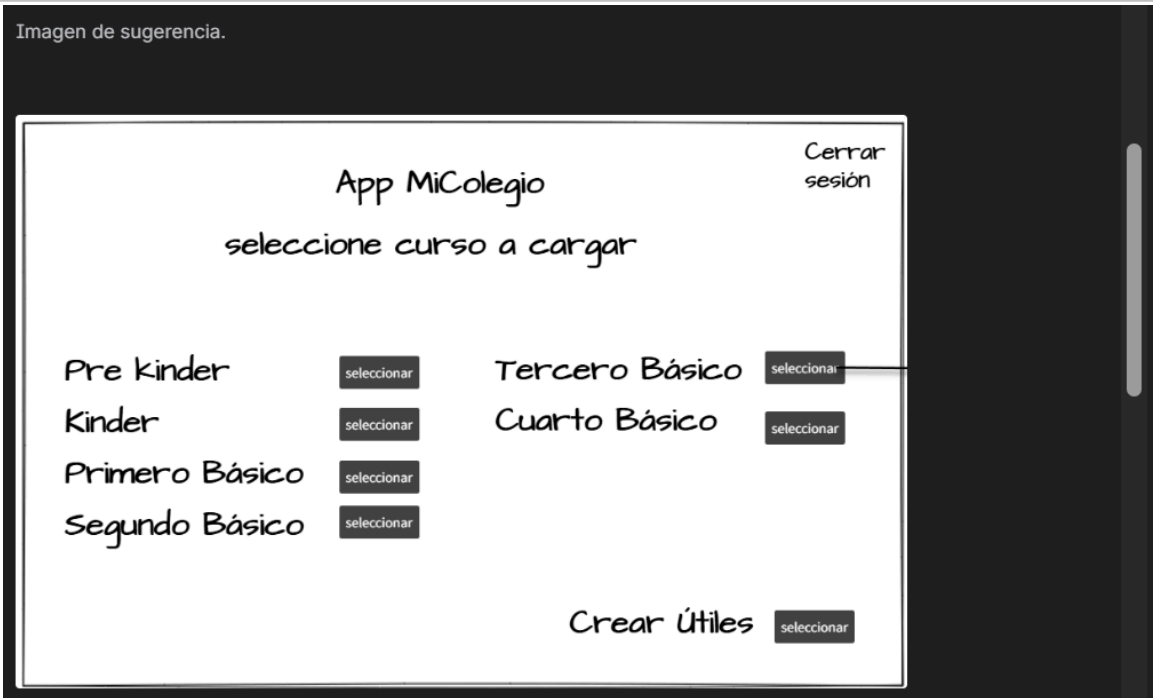 Imagen de sugerencia.
Cerrar
sesión
App MiColegio
seleccione curso a cargar
Pre kinder seleccionar
Kinder seleccionar
Primero Básico seleccionar
Segundo Básico seleccionar
Tercero Básico seleccionar
Cuarto Básico seleccionar
Crear Útiles seleccionar